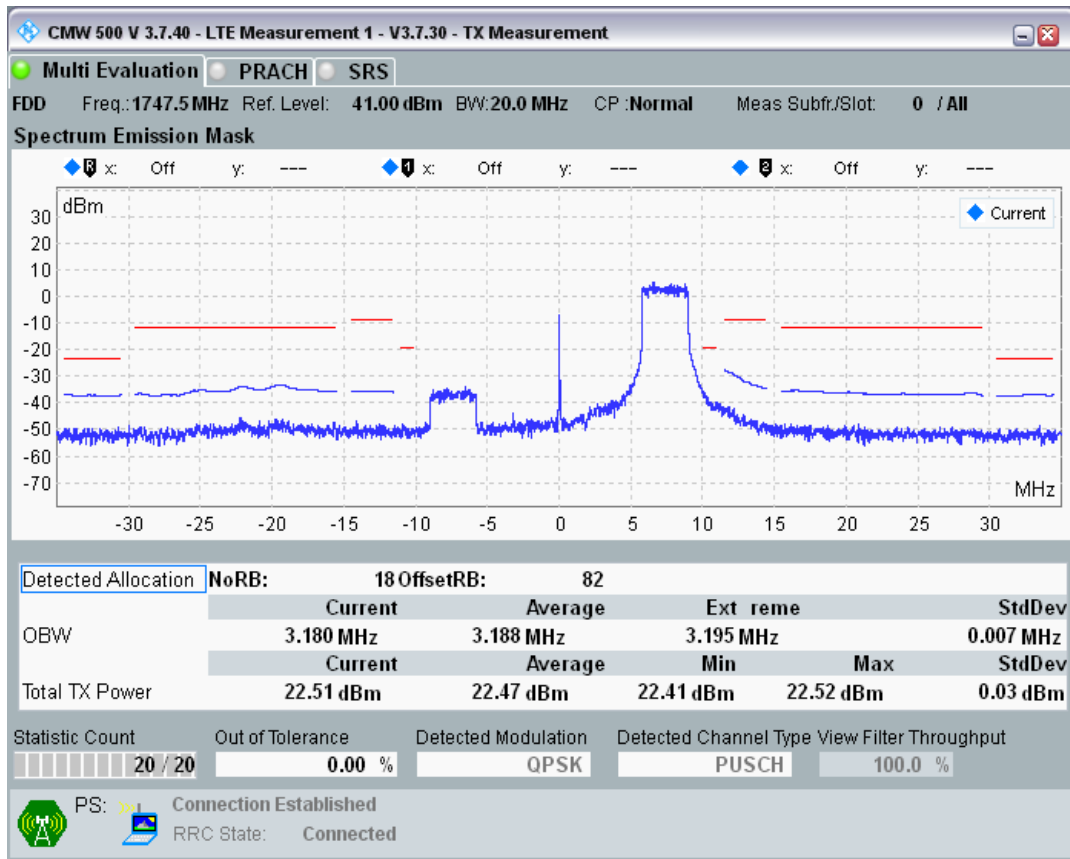 CMW 500 V 3.7.40 - LTE Measurement 1 - V3.7.30 - TX Measurement
Multi Evaluation PRACH SRS
FDD Freq.: 1747.5 MHz Ref. Level: 41.00 dBm BW: 20.0 MHz CP : Normal Meas Subfr./Slot: 0 / All
Spectrum Emission Mask
R x: Off y: --- 1 x: Off y: --- 2 x: Off y: ---
dBm
Current
30
20
10
0
-10
-20
-30
-40
-50
-60
-70
MHz
-30 -25 -20 -15 -10 -5 0 5 10 15 20 25 30
Detected Allocation NoRB: 18 OffsetRB: 82
Current Average Ext reme StdDev
OBW 3.180 MHz 3.188 MHz 3.195 MHz 0.007 MHz
Current Average Min Max StdDev
Total TX Power 22.51 dBm 22.47 dBm 22.41 dBm 22.52 dBm 0.03 dBm
Statistic Count Out of Tolerance Detected Modulation Detected Channel Type View Filter Throughput
20 / 20 0.00 % QPSK PUSCH 100.0 %
PS: Connection Established
RRC State: Connected